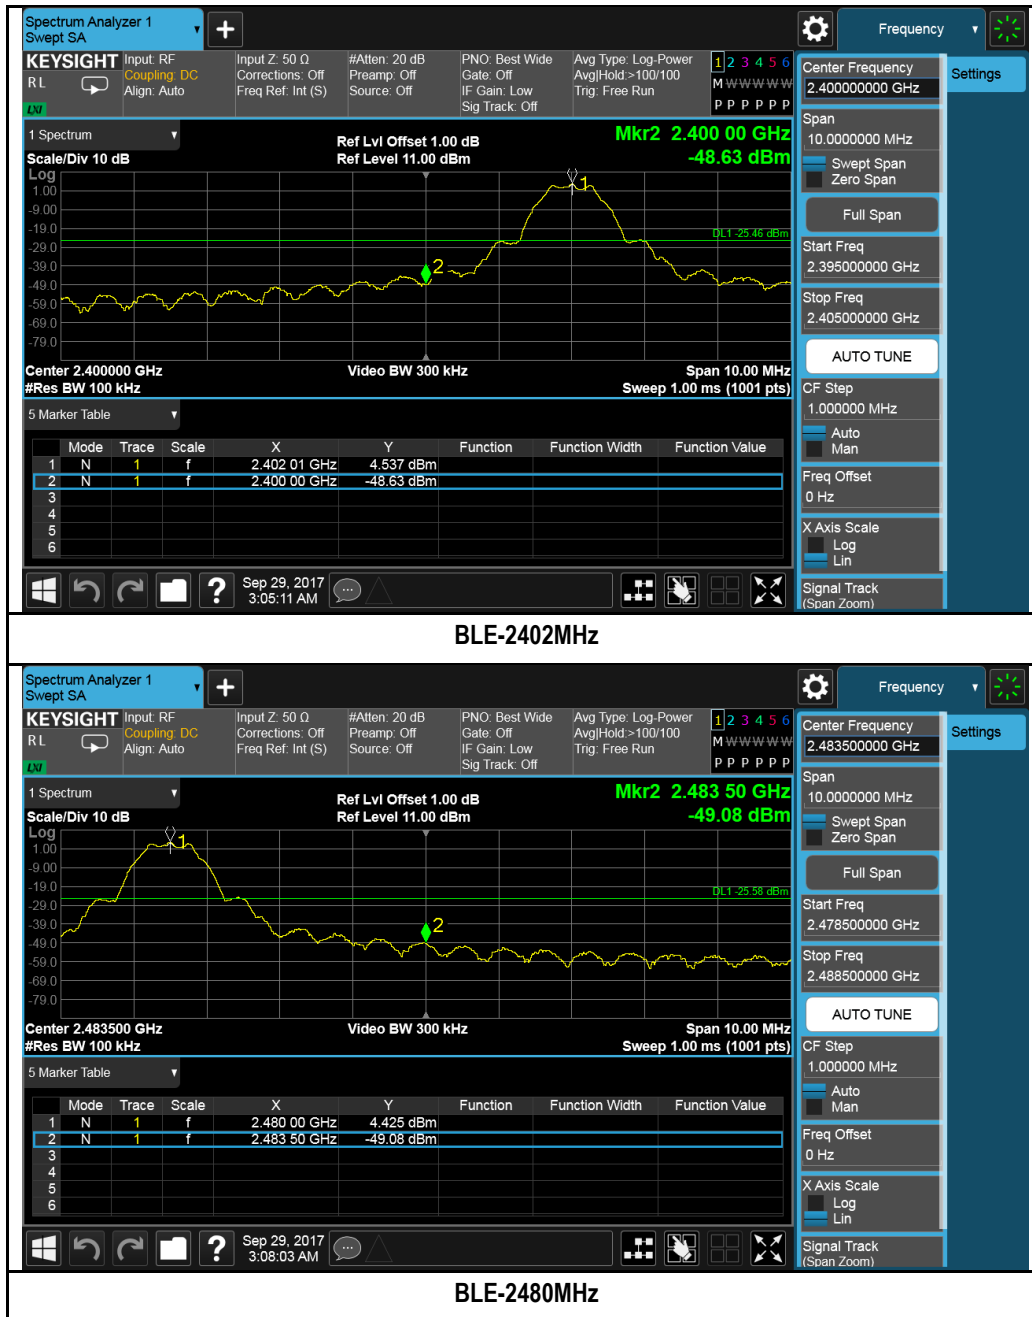 Spectrum Analyzer 1
Swept SA
Frequency
KEYSIGHT
RL
LXI
Input: RF
Coupling: DC
Align: Auto
Input Z: 50 Ω
Corrections: Off
Freq Ref: Int (S)
#Atten: 20 dB
Preamp: Off
Source: Off
PNO: Best Wide
Gate: Off
IF Gain: Low
Sig Track: Off
Avg Type: Log-Power
Avg|Hold:>100/100
Trig: Free Run
1 2 3 4 5 6
M W W W W W
P P P P P P
Center Frequency
2.400000000 GHz
Settings
Span
10.0000000 MHz
Swept Span
Zero Span
Full Span
Start Freq
2.395000000 GHz
Stop Freq
2.405000000 GHz
AUTO TUNE
CF Step
1.000000 MHz
Auto
Man
Freq Offset
0 Hz
X Axis Scale
Log
Lin
Signal Track
(Span Zoom)
1 Spectrum
Scale/Div 10 dB
Ref Lvl Offset 1.00 dB
Ref Level 11.00 dBm
Mkr2 2.400 00 GHz
-48.63 dBm
Log
1.00
-9.00
-19.0
-29.0
-39.0
-49.0
-59.0
-69.0
-79.0
1
2
DL1 -25.46 dBm
Center 2.400000 GHz
#Res BW 100 kHz
Video BW 300 kHz
Span 10.00 MHz
Sweep 1.00 ms (1001 pts)
5 Marker Table
Mode Trace Scale X Y Function Function Width Function Value
1 N 1 f 2.402 01 GHz 4.537 dBm
2 N 1 f 2.400 00 GHz -48.63 dBm
3
4
5
6
?
Sep 29, 2017
3:05:11 AM
BLE-2402MHz
Spectrum Analyzer 1
Swept SA
Frequency
KEYSIGHT
RL
LXI
Input: RF
Coupling: DC
Align: Auto
Input Z: 50 Ω
Corrections: Off
Freq Ref: Int (S)
#Atten: 20 dB
Preamp: Off
Source: Off
PNO: Best Wide
Gate: Off
IF Gain: Low
Sig Track: Off
Avg Type: Log-Power
Avg|Hold:>100/100
Trig: Free Run
1 2 3 4 5 6
M W W W W W
P P P P P P
Center Frequency
2.483500000 GHz
Settings
Span
10.0000000 MHz
Swept Span
Zero Span
Full Span
Start Freq
2.478500000 GHz
Stop Freq
2.488500000 GHz
AUTO TUNE
CF Step
1.000000 MHz
Auto
Man
Freq Offset
0 Hz
X Axis Scale
Log
Lin
Signal Track
(Span Zoom)
1 Spectrum
Scale/Div 10 dB
Ref Lvl Offset 1.00 dB
Ref Level 11.00 dBm
Mkr2 2.483 50 GHz
-49.08 dBm
Log
1.00
-9.00
-19.0
-29.0
-39.0
-49.0
-59.0
-69.0
-79.0
1
2
DL1 -25.58 dBm
Center 2.483500 GHz
#Res BW 100 kHz
Video BW 300 kHz
Span 10.00 MHz
Sweep 1.00 ms (1001 pts)
5 Marker Table
Mode Trace Scale X Y Function Function Width Function Value
1 N 1 f 2.480 00 GHz 4.425 dBm
2 N 1 f 2.483 50 GHz -49.08 dBm
3
4
5
6
?
Sep 29, 2017
3:08:03 AM
BLE-2480MHz